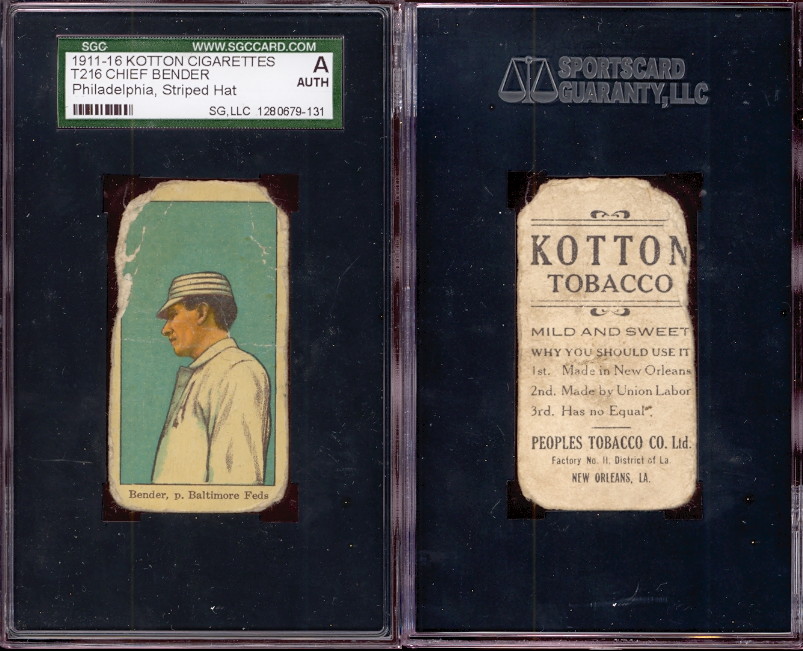 SGC WWW.SGCCARD.COM
1911-16 KOTTON CIGARETTES
T216 CHIEF BENDER
Philadelphia, Striped Hat
A
AUTH
SG, LLC 1280679-131
Bender, p. Baltimore Feds
SPORTSCARD
GUARANTY, LLC
KOTTON
TOBACCO
MILD AND SWEET
WHY YOU SHOULD USE IT
1st. Made in New Orleans
2nd. Made by Union Labor
3rd. Has no Equal.
PEOPLES TOBACCO CO. Ltd.
Factory No. 11. District of La.
NEW ORLEANS, LA.